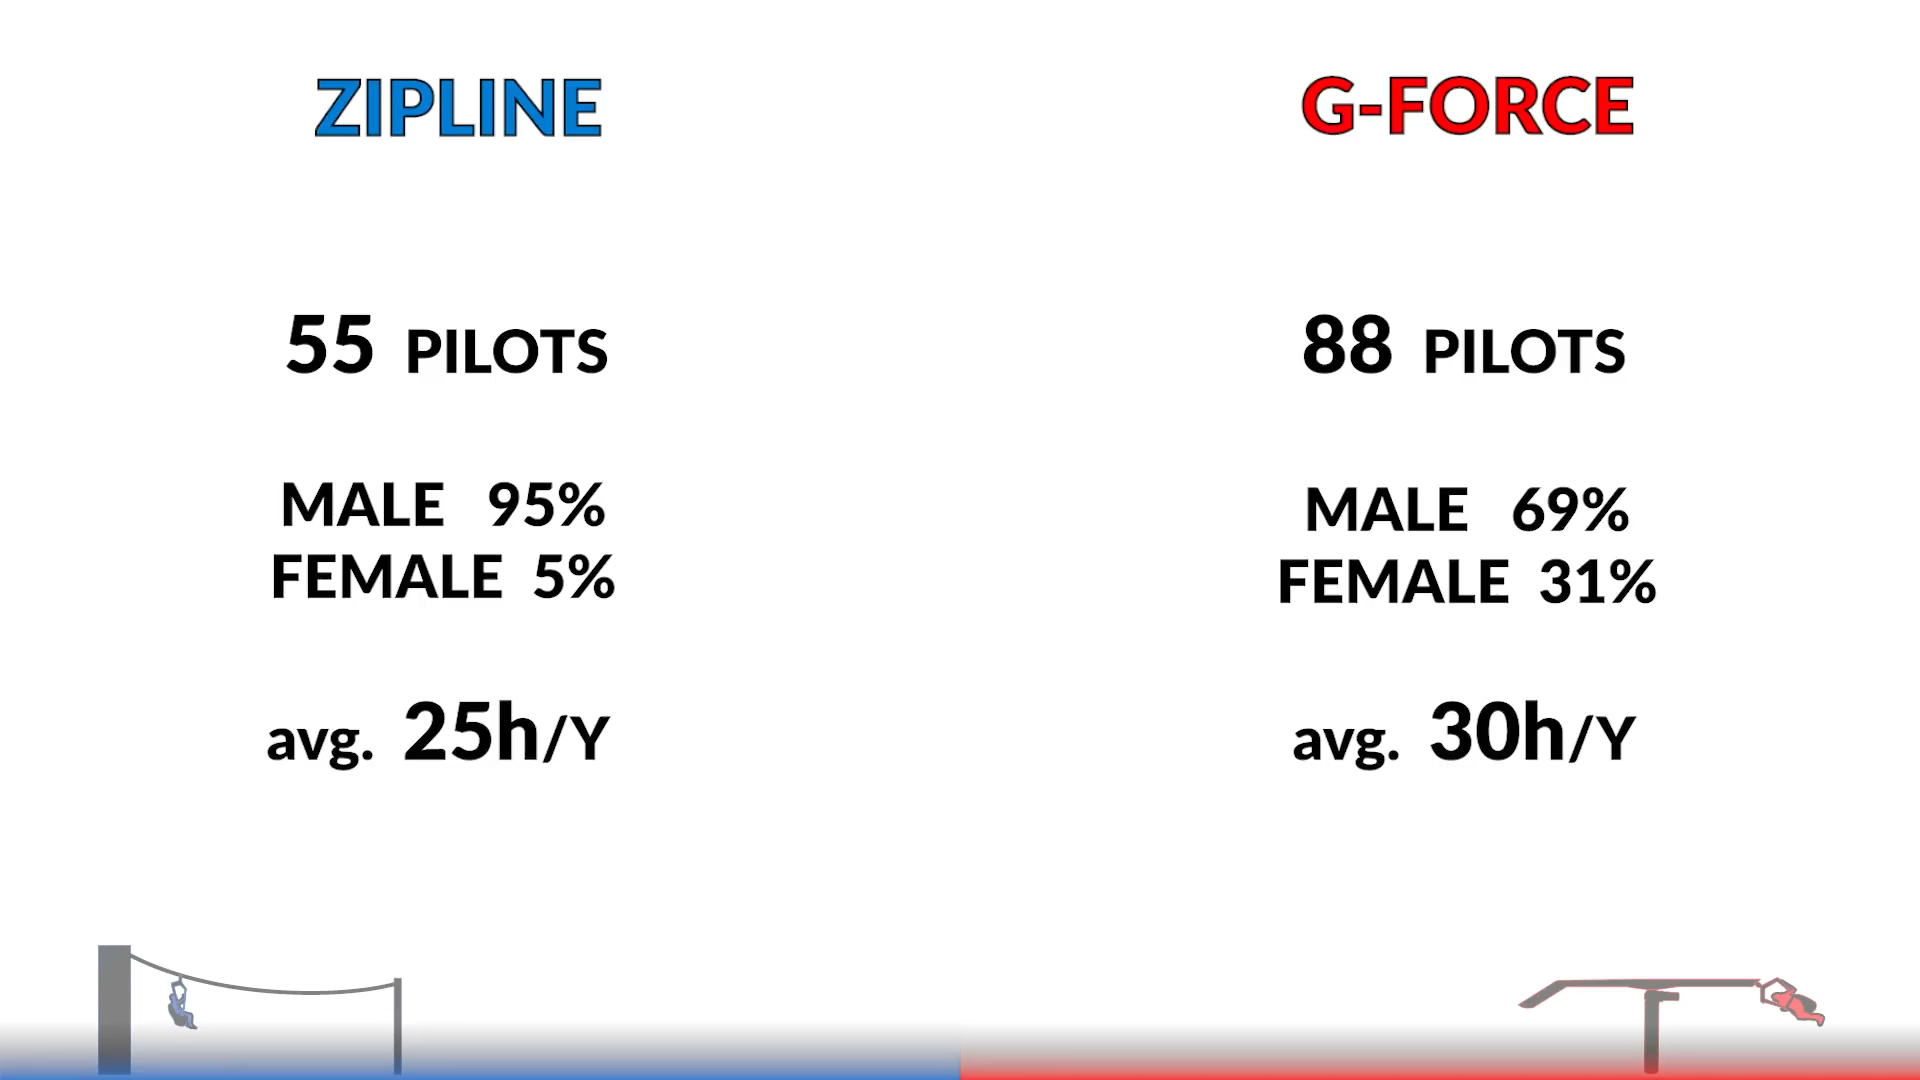 ZIPLINE
55 PILOTS
MALE 95%
FEMALE 5%
avg. 25h/Y
G-FORCE
88 PILOTS
MALE 69%
FEMALE 31%
avg. 30h/Y